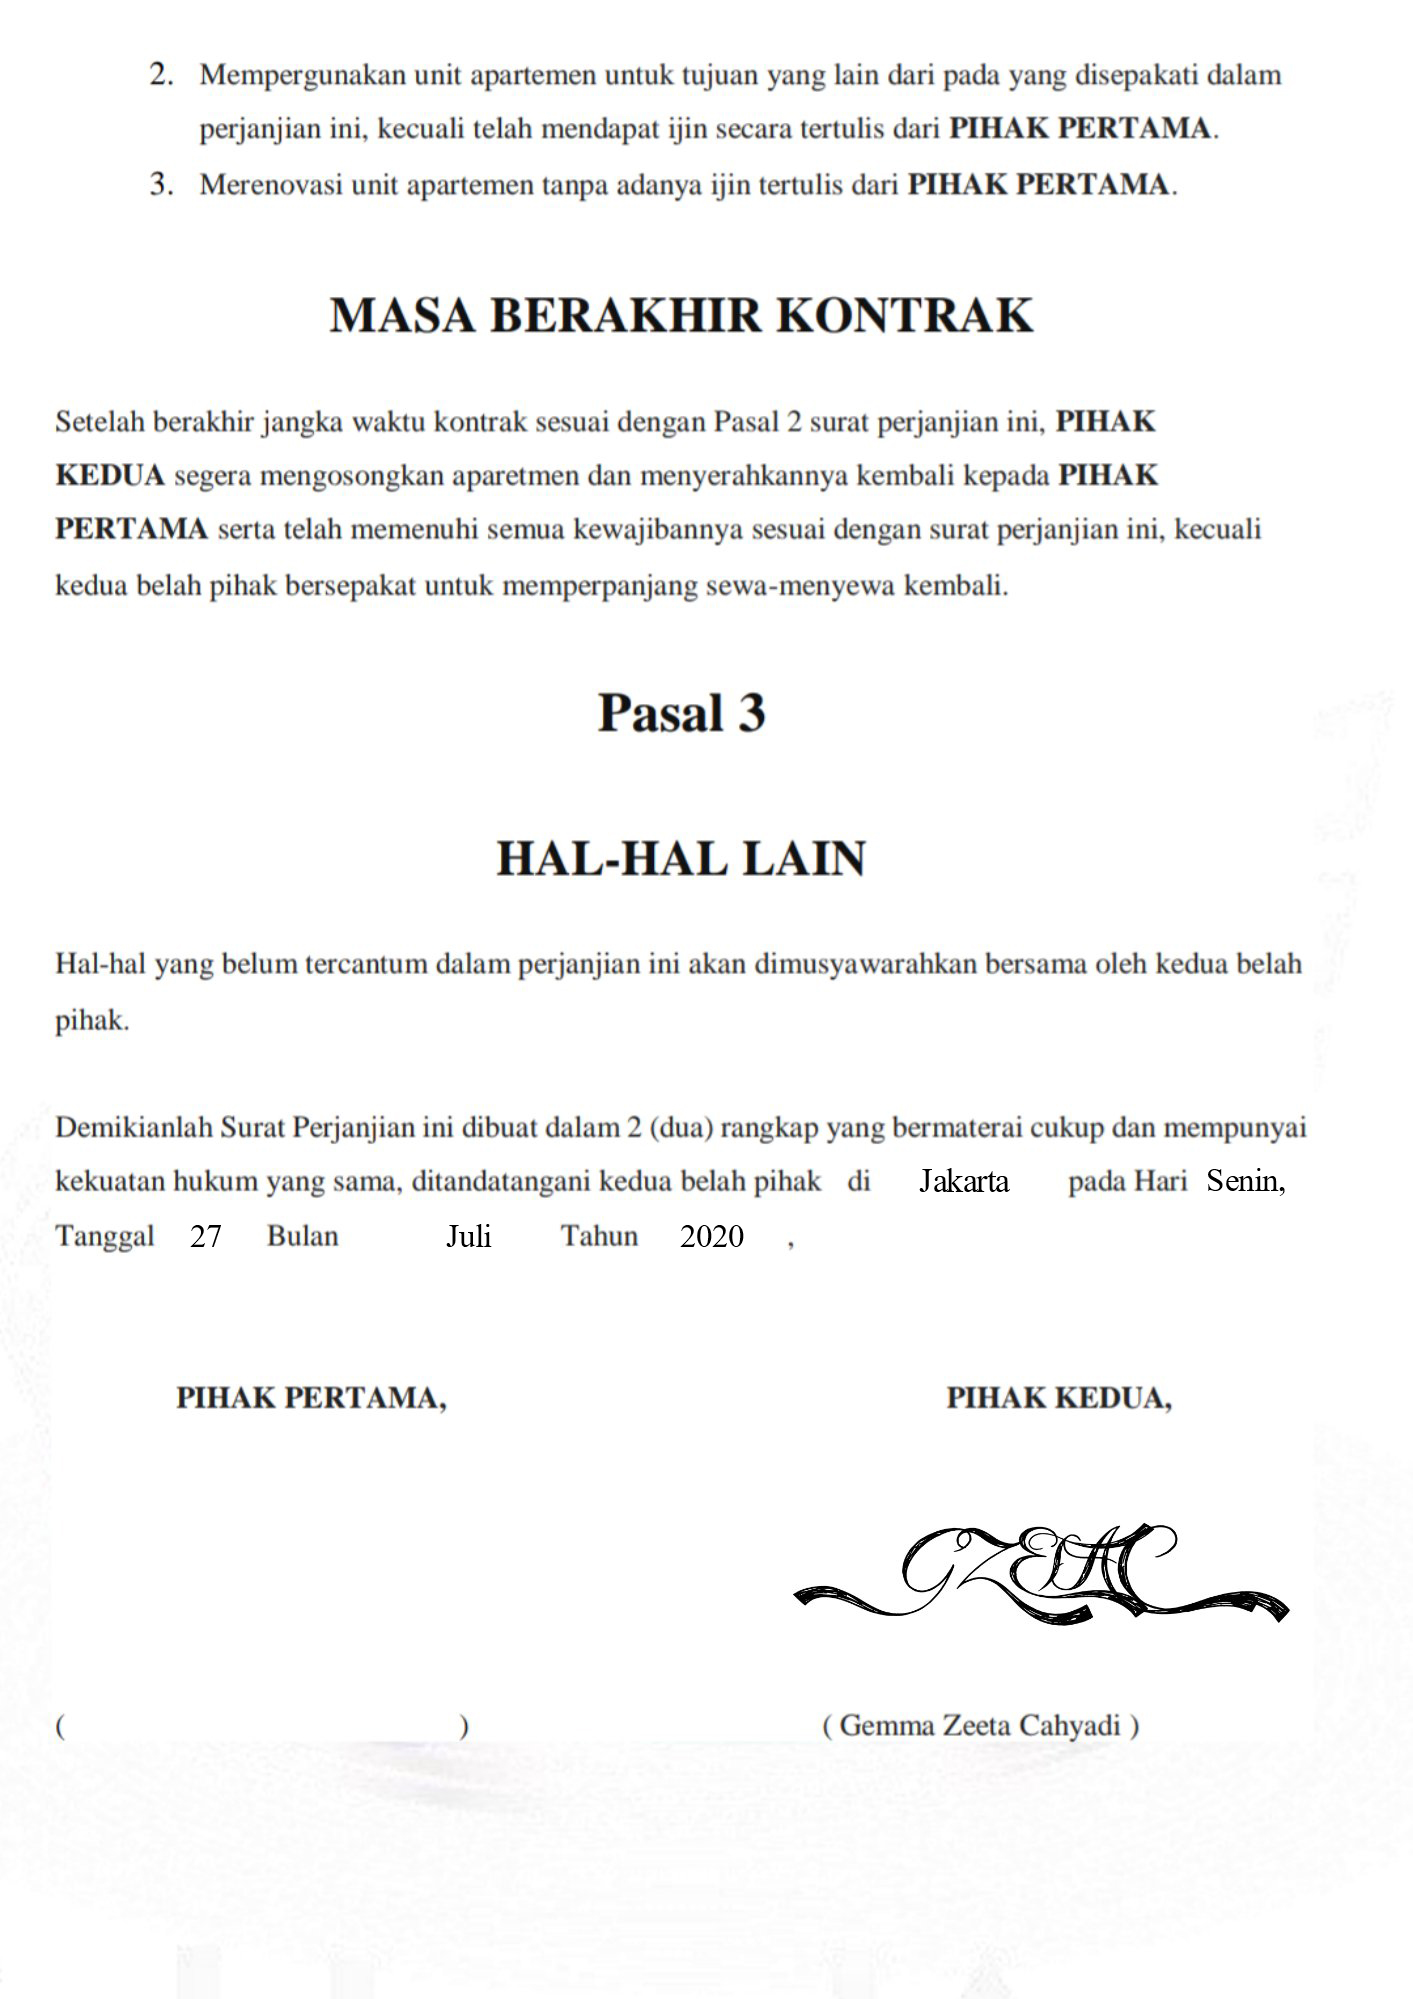 2. Mempergunakan unit apartemen untuk tujuan yang lain dari pada yang disepakati dalam
perjanjian ini, kecuali telah mendapat ijin secara tertulis dari PIHAK PERTAMA.
3. Merenovasi unit apartemen tanpa adanya ijin tertulis dari PIHAK PERTAMA.
MASA BERAKHIR KONTRAK
Setelah berakhir jangka waktu kontrak sesuai dengan Pasal 2 surat perjanjian ini, PIHAK
KEDUA segera mengosongkan aparetmen dan menyerahkannya kembali kepada PIHAK
PERTAMA serta telah memenuhi semua kewajibannya sesuai dengan surat perjanjian ini, kecuali
kedua belah pihak bersepakat untuk memperpanjang sewa-menyewa kembali.
Pasal 3
HAL-HAL LAIN
Hal-hal yang belum tercantum dalam perjanjian ini akan dimusyawarahkan bersama oleh kedua belah
pihak.
Demikianlah Surat Perjanjian ini dibuat dalam 2 (dua) rangkap yang bermaterai cukup dan mempunyai
kekuatan hukum yang sama, ditandatangani kedua belah pihak di Jakarta pada Hari Senin,
Tanggal 27 Bulan Juli Tahun 2020 ,
PIHAK PERTAMA, PIHAK KEDUA,
GZETAC
( ) ( Gemma Zeeta Cahyadi )